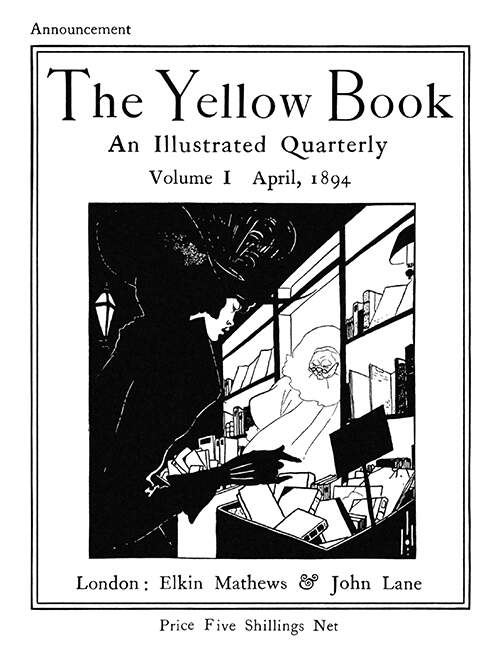 Announcement
The Yellow Book
An Illustrated Quarterly
Volume I April, 1894
London: Elkin Mathews & John Lane
Price Five Shillings Net